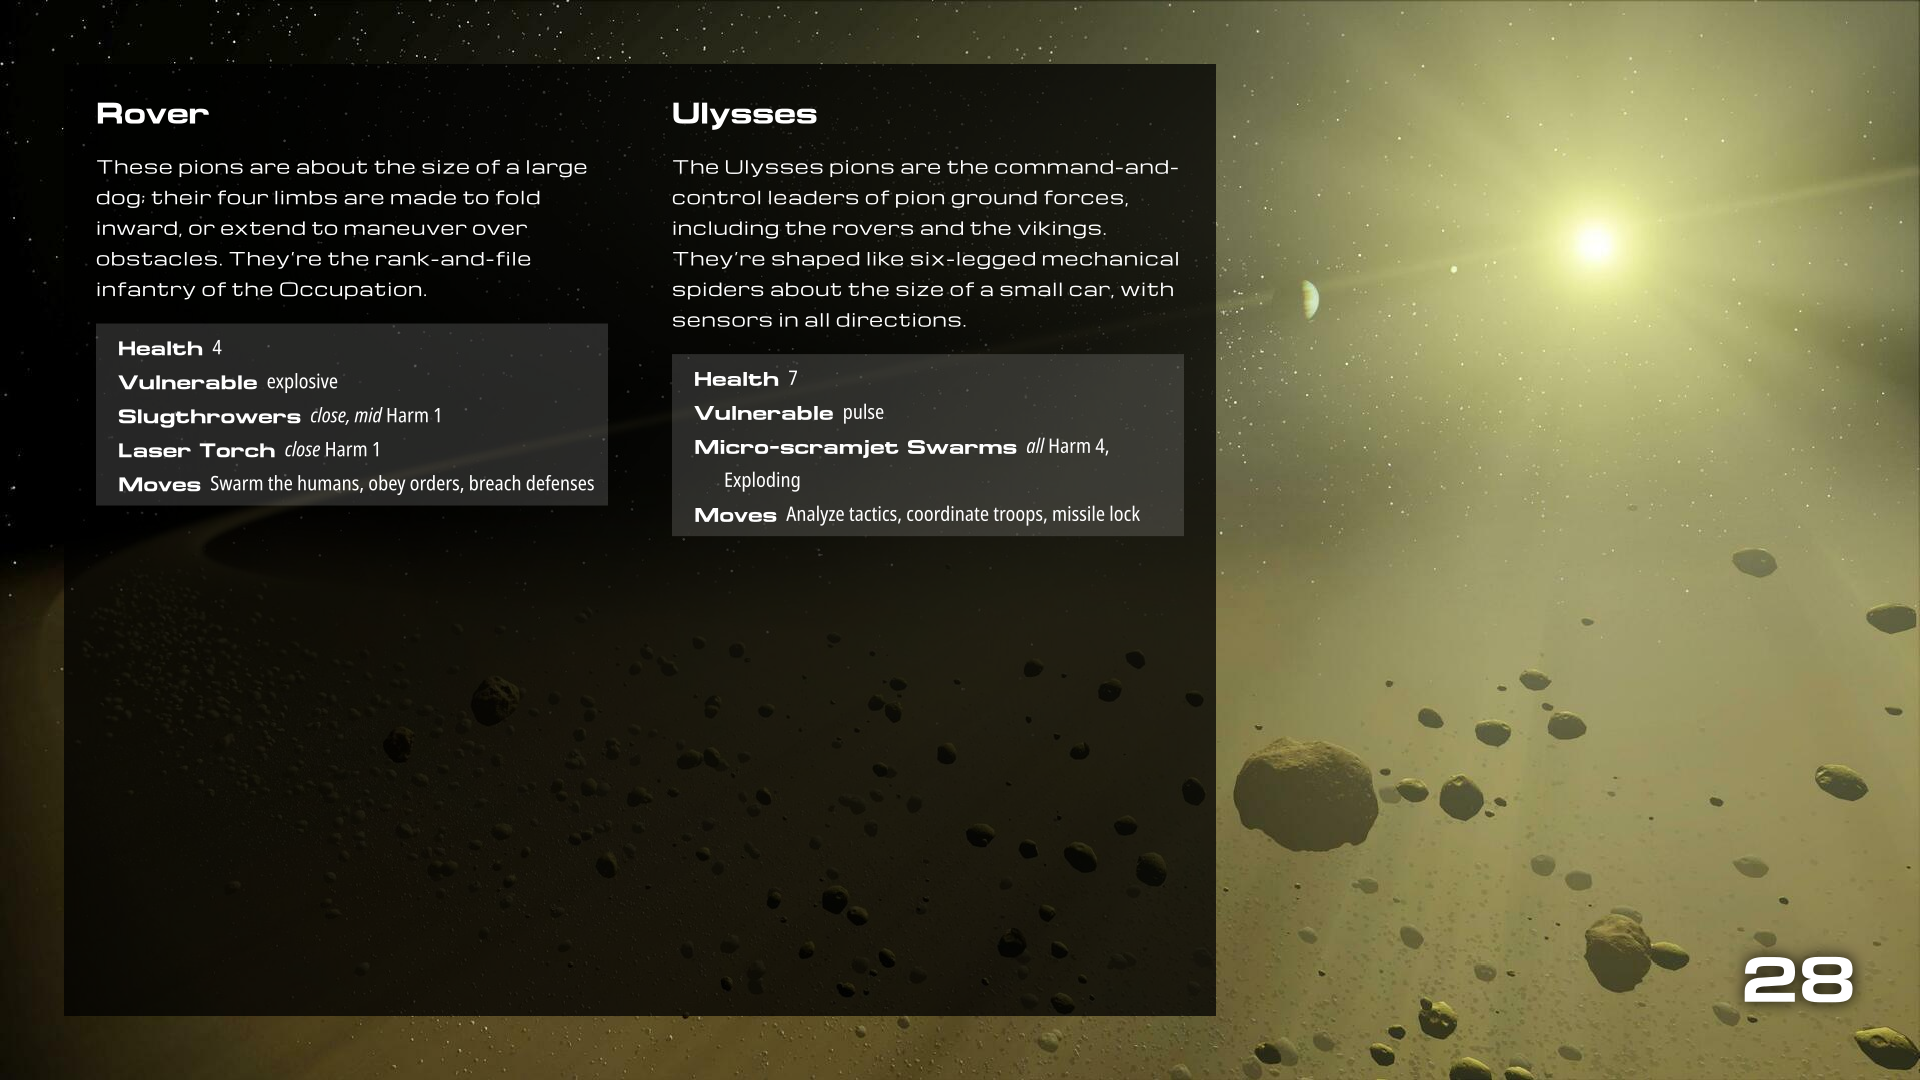 Rover
These pions are about the size of a large
dog; their four limbs are made to fold
inward, or extend to maneuver over
obstacles. They're the rank-and-file
infantry of the Occupation.
Health 4
Vulnerable explosive
Slugthrowers close, mid Harm 1
Laser Torch close Harm 1
Moves Swarm the humans, obey orders, breach defenses
Ulysses
The Ulysses pions are the command-and-
control leaders of pion ground forces,
including the rovers and the vikings.
They're shaped like six-legged mechanical
spiders about the size of a small car, with
sensors in all directions.
Health 7
Vulnerable pulse
Micro-scramjet Swarms all Harm 4,
Exploding
Moves Analyze tactics, coordinate troops, missile lock
28